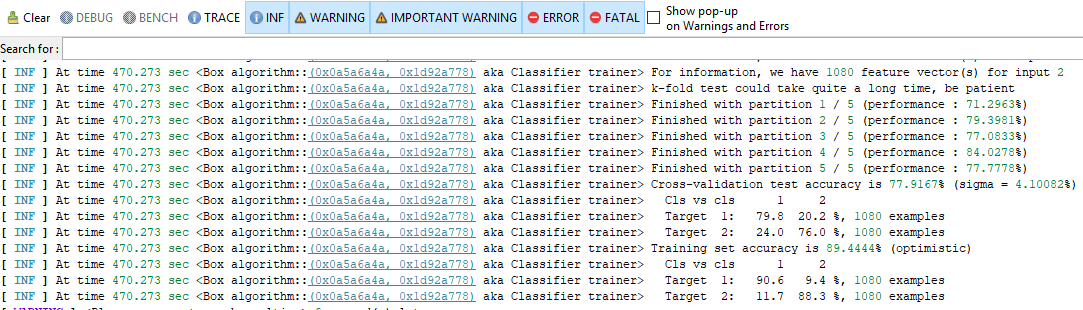 Clear DEBUG BENCH TRACE INF WARNING IMPORTANT WARNING ERROR FATAL Show pop-up
on Warnings and Errors
Search for :
[ INF ] At time 470.273 sec <Box algorithm::(0x0a5a6a4a, 0x1d92a778) aka Classifier trainer> For information, we have 1080 feature vector(s) for input 2
[ INF ] At time 470.273 sec <Box algorithm::(0x0a5a6a4a, 0x1d92a778) aka Classifier trainer> k-fold test could take quite a long time, be patient
[ INF ] At time 470.273 sec <Box algorithm::(0x0a5a6a4a, 0x1d92a778) aka Classifier trainer> Finished with partition 1 / 5 (performance : 71.2963%)
[ INF ] At time 470.273 sec <Box algorithm::(0x0a5a6a4a, 0x1d92a778) aka Classifier trainer> Finished with partition 2 / 5 (performance : 79.3981%)
[ INF ] At time 470.273 sec <Box algorithm::(0x0a5a6a4a, 0x1d92a778) aka Classifier trainer> Finished with partition 3 / 5 (performance : 77.0833%)
[ INF ] At time 470.273 sec <Box algorithm::(0x0a5a6a4a, 0x1d92a778) aka Classifier trainer> Finished with partition 4 / 5 (performance : 84.0278%)
[ INF ] At time 470.273 sec <Box algorithm::(0x0a5a6a4a, 0x1d92a778) aka Classifier trainer> Finished with partition 5 / 5 (performance : 77.7778%)
[ INF ] At time 470.273 sec <Box algorithm::(0x0a5a6a4a, 0x1d92a778) aka Classifier trainer> Cross-validation test accuracy is 77.9167% (sigma = 4.10082%)
[ INF ] At time 470.273 sec <Box algorithm::(0x0a5a6a4a, 0x1d92a778) aka Classifier trainer> Cls vs cls 1 2
[ INF ] At time 470.273 sec <Box algorithm::(0x0a5a6a4a, 0x1d92a778) aka Classifier trainer> Target 1: 79.8 20.2 %, 1080 examples
[ INF ] At time 470.273 sec <Box algorithm::(0x0a5a6a4a, 0x1d92a778) aka Classifier trainer> Target 2: 24.0 76.0 %, 1080 examples
[ INF ] At time 470.273 sec <Box algorithm::(0x0a5a6a4a, 0x1d92a778) aka Classifier trainer> Training set accuracy is 89.4444% (optimistic)
[ INF ] At time 470.273 sec <Box algorithm::(0x0a5a6a4a, 0x1d92a778) aka Classifier trainer> Cls vs cls 1 2
[ INF ] At time 470.273 sec <Box algorithm::(0x0a5a6a4a, 0x1d92a778) aka Classifier trainer> Target 1: 90.6 9.4 %, 1080 examples
[ INF ] At time 470.273 sec <Box algorithm::(0x0a5a6a4a, 0x1d92a778) aka Classifier trainer> Target 2: 11.7 88.3 %, 1080 examples